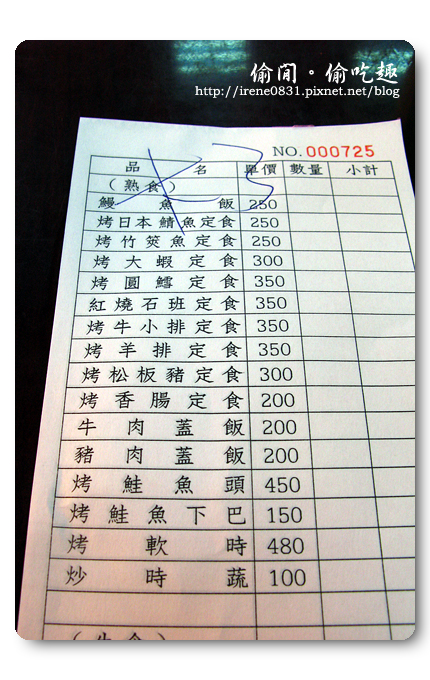 偷閒。偷吃趣
http://irene0831.pixnet.net/blog
NO.000725
品名 單價 數量 小計
(熟食)
鰻魚飯 250
烤日本鯖魚定食 250
烤竹筴魚定食 250
烤大蝦定食 300
烤圓鱈定食 350
紅燒石班定食 350
烤牛小排定食 350
烤羊排定食 350
烤松板豬定食 300
烤香腸定食 200
牛肉蓋飯 200
豬肉蓋飯 200
烤鮭魚頭 450
烤鮭魚下巴 150
烤軟時 480
炒時蔬 100